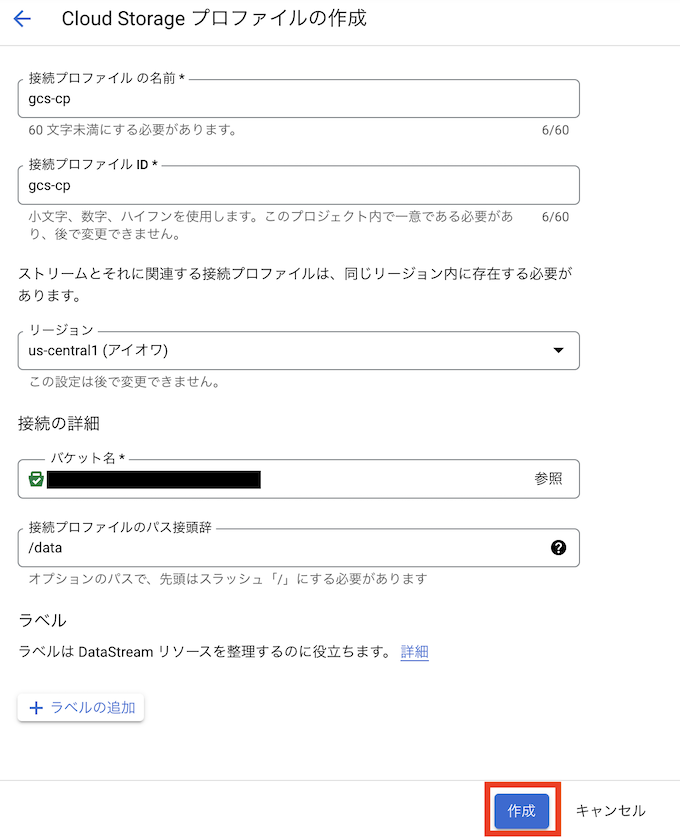 Cloud Storage プロファイルの作成
接続プロファイル の名前 *
gcs-cp
60 文字未満にする必要があります。 6/60
接続プロファイル ID *
gcs-cp
小文字、数字、ハイフンを使用します。このプロジェクト内で一意である必要があ 6/60
り、後で変更できません。
ストリームとそれに関連する接続プロファイルは、同じリージョン内に存在する必要が
あります。
リージョン
us-central1 (アイオワ)
この設定は後で変更できません。
接続の詳細
バケット名 *
参照
接続プロファイルのパス接頭辞
/data
オプションのパスで、先頭はスラッシュ「/」にする必要があります
ラベル
ラベルは DataStream リソースを整理するのに役立ちます。 詳細
+ ラベルの追加
作成 キャンセル